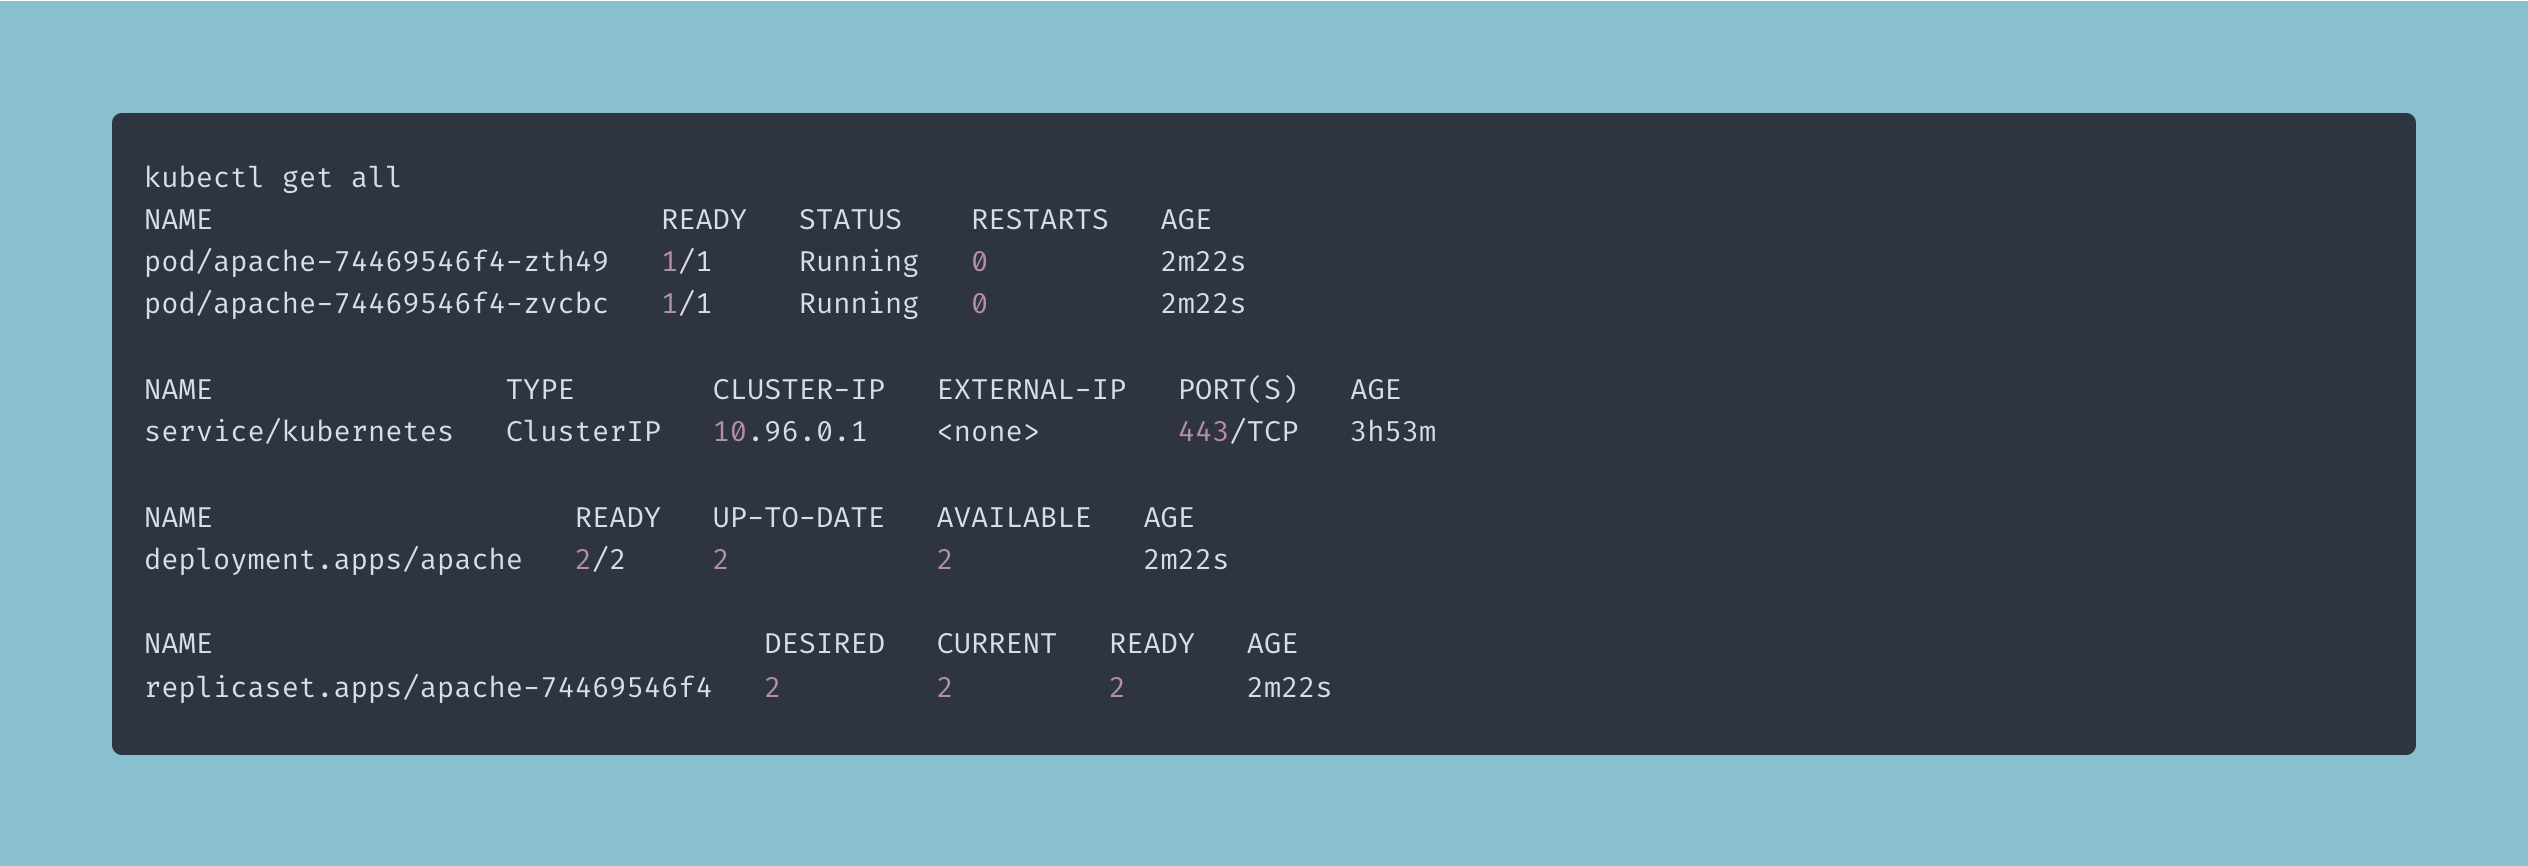 kubectl get all
NAME                              READY   STATUS    RESTARTS   AGE
pod/apache-74469546f4-zth49   1/1     Running   0          2m22s
pod/apache-74469546f4-zvcbc   1/1     Running   0          2m22s
NAME                 TYPE        CLUSTER-IP   EXTERNAL-IP   PORT(S)   AGE
service/kubernetes   ClusterIP   10.96.0.1    <none>        443/TCP   3h53m
NAME                     READY   UP-TO-DATE   AVAILABLE   AGE
deployment.apps/apache   2/2     2            2           2m22s
NAME                                DESIRED   CURRENT   READY   AGE
replicaset.apps/apache-74469546f4   2         2         2       2m22s